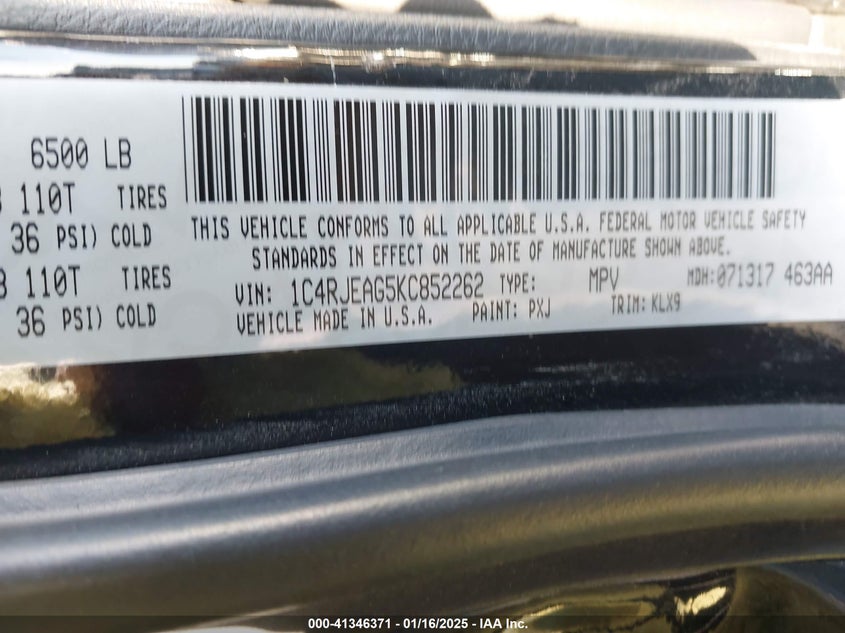 6500 LB
110T TIRES
36 PSI) COLD
110T TIRES
36 PSI) COLD
THIS VEHICLE CONFORMS TO ALL APPLICABLE U.S.A. FEDERAL MOTOR VEHICLE SAFETY
STANDARDS IN EFFECT ON THE DATE OF MANUFACTURE SHOWN ABOVE.
VIN: 1C4RJEAG5KC852262 TYPE: MPV MDH:071317 463AA
VEHICLE MADE IN U.S.A. PAINT: PXJ TRIM: KLX9
000-41346371 - 01/16/2025 - IAA Inc.